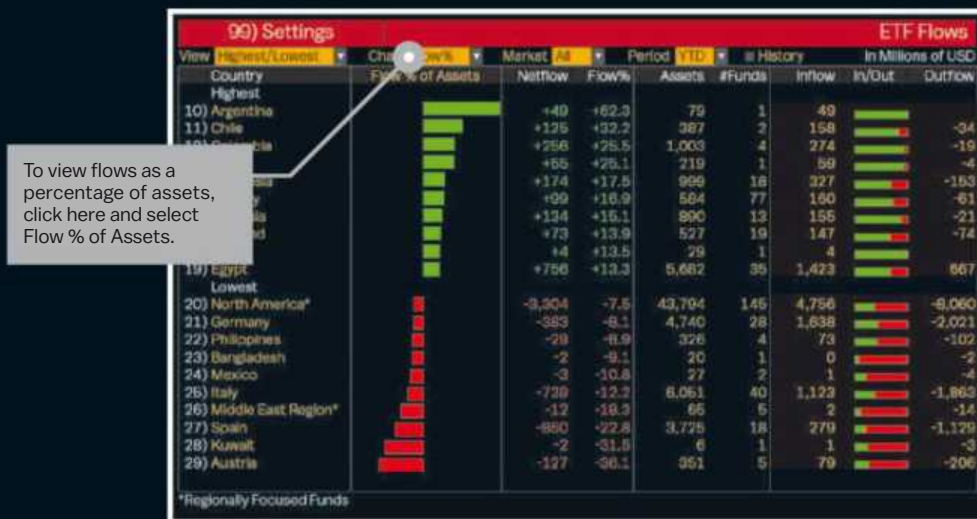 99) Settings ETF Flows
View Highest/Lowest Market All Period YTD History In Millions of USD
Country % of Assets Netflow Flow% Assets #Funds Inflow In/Out Outflow
Highest
10) Argentina +49 +62.3 79 1 49
11) Chile +125 +32.2 387 2 158 -34
+256 +25.5 1,003 4 274 -19
+55 +25.1 219 1 59 -4
+174 +17.5 999 18 327 -153
+99 +16.9 584 77 160 -61
+134 +15.1 890 13 155 -21
+73 +13.9 527 19 147 -74
+4 +13.5 29 1 4
19) Egypt +756 +13.3 5,682 35 1,423 667
Lowest
20) North America* -3,304 -7.5 43,794 145 4,756
21) Germany -383 -8.1 4,740 28 1,638 -2,021
22) Philippines -29 -8.9 326 4 73 -102
23) Bangladesh -2 -9.1 20 1 0 -2
24) Mexico -3 -10.8 27 2 1 -4
25) Italy -739 -12.2 6,051 40 1,123
26) Middle East Region* -12 -18.3 65 5 2 -14
27) Spain -850 -22.8 3,725 18 279 -1,129
28) Kuwait -2 -31.5 6 1 1 -3
29) Austria -127 -36.1 351 5 79 -206
*Regionally Focused Funds
To view flows as a
percentage of assets,
click here and select
Flow % of Assets.